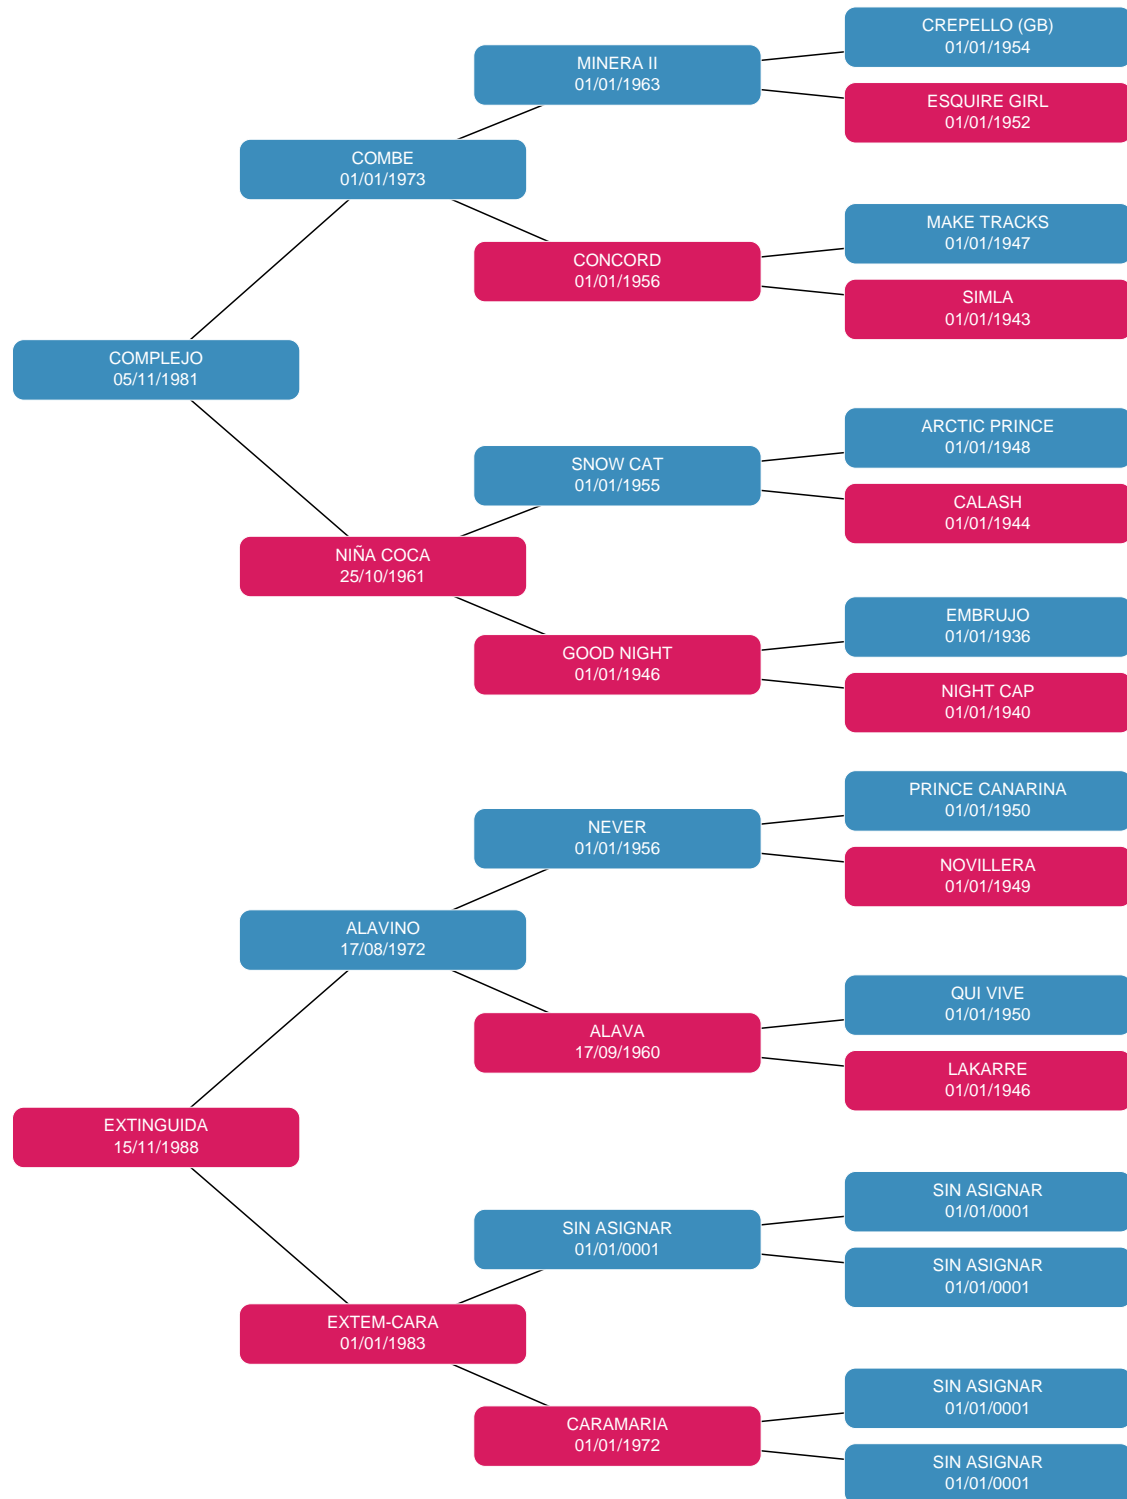 CREPELLO (GB)
01/01/1954
MINERA II
01/01/1963
ESQUIRE GIRL
01/01/1952
COMBE
01/01/1973
MAKE TRACKS
01/01/1947
CONCORD
01/01/1956
SIMLA
01/01/1943
COMPLEJO
05/11/1981
ARCTIC PRINCE
01/01/1948
SNOW CAT
01/01/1955
CALASH
01/01/1944
NIÑA COCA
25/10/1961
EMBRUJO
01/01/1936
GOOD NIGHT
01/01/1946
NIGHT CAP
01/01/1940
PRINCE CANARINA
01/01/1950
NEVER
01/01/1956
NOVILLERA
01/01/1949
ALAVINO
17/08/1972
QUI VIVE
01/01/1950
ALAVA
17/09/1960
LAKARRE
01/01/1946
EXTINGUIDA
15/11/1988
SIN ASIGNAR
01/01/0001
SIN ASIGNAR
01/01/0001
SIN ASIGNAR
01/01/0001
EXTEM-CARA
01/01/1983
SIN ASIGNAR
01/01/0001
CARAMARIA
01/01/1972
SIN ASIGNAR
01/01/0001